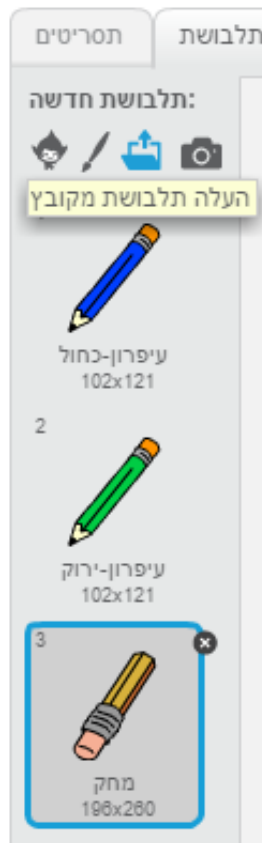 תלבושת
תסריטים
תלבושת חדשה:
העלה תלבושת מקובץ
עיפרון-כחול
102x121
2
עיפרון-ירוק
102x121
3
מחק
196x260